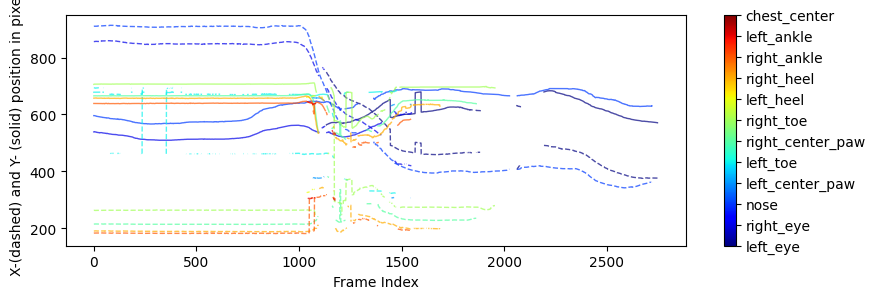 X-(dashed) and Y- (solid) position in pixe
800
600
400
200
0
500
1000
1500
2000
2500
Frame Index
chest_center
left_ankle
right_ankle
right_heel
left_heel
right_toe
right_center_paw
left_toe
left_center_paw
nose
right_eye
left_eye